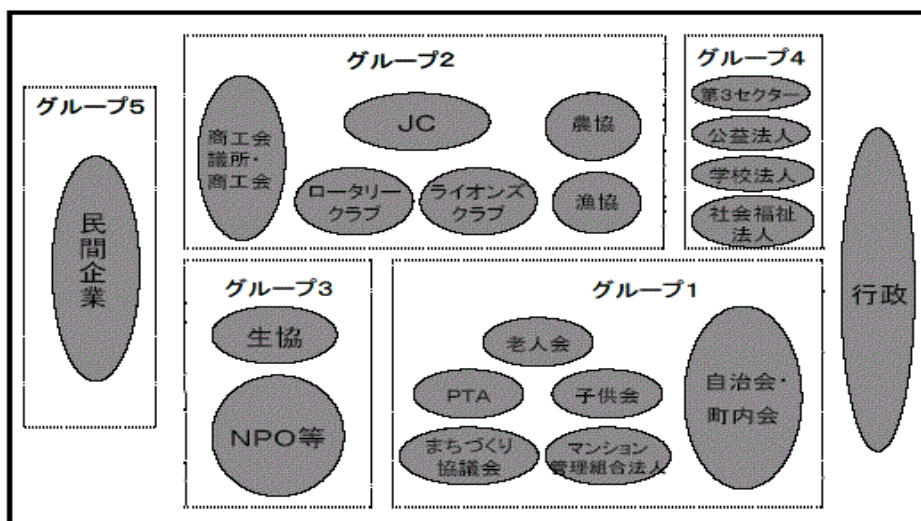 グループ5
民
間
企
業
グループ2
商工会
議所・
商工会
JC
ロータリー
クラブ
ライオンズ
クラブ
農協
漁協
グループ4
第3セクター
公益法人
学校法人
社会福祉
法人
グループ3
生協
NPO等
グループ1
老人会
PTA
子供会
まちづくり
協議会
マンション
管理組合法人
自治会・
町内会
行政